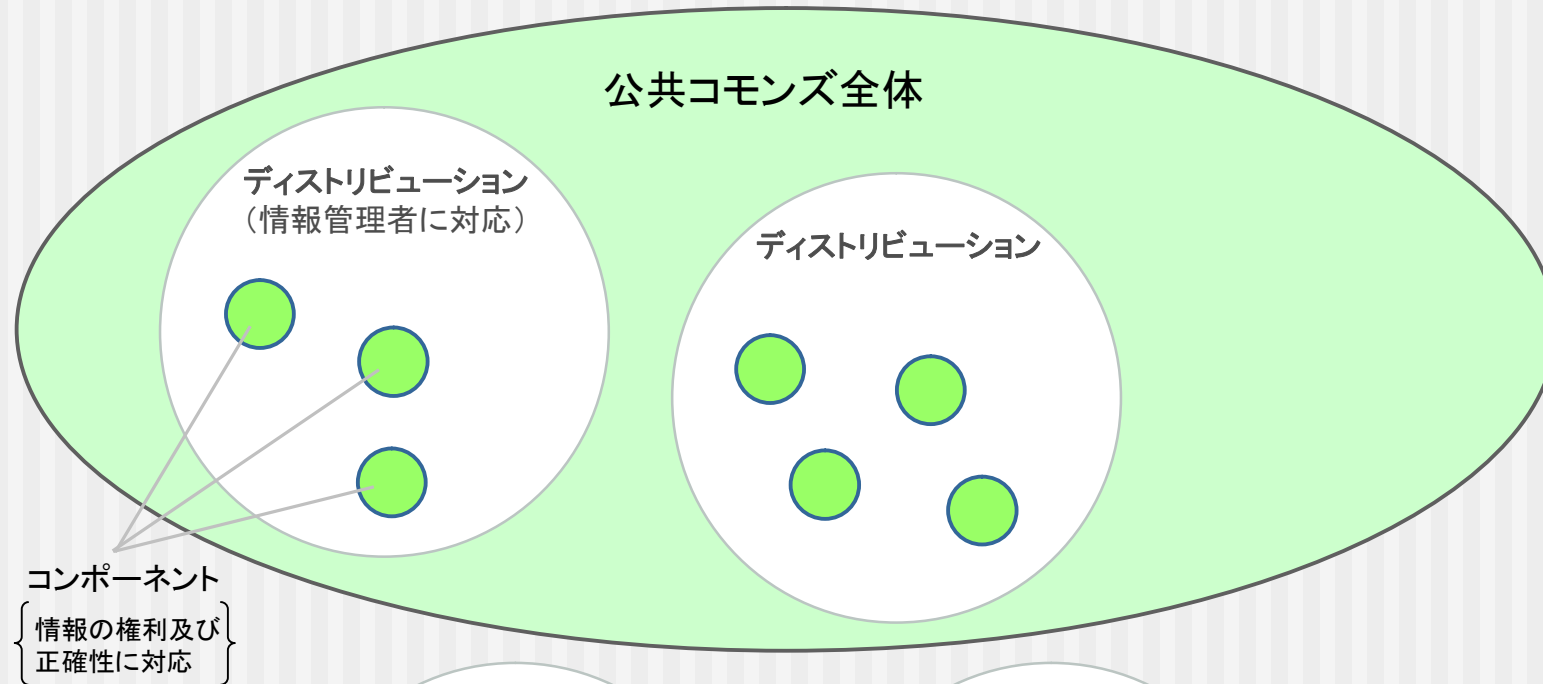 公共コモンズ全体
ディストリビューション
（情報管理者に対応）
ディストリビューション
コンポーネント
情報の権利及び
正確性に対応